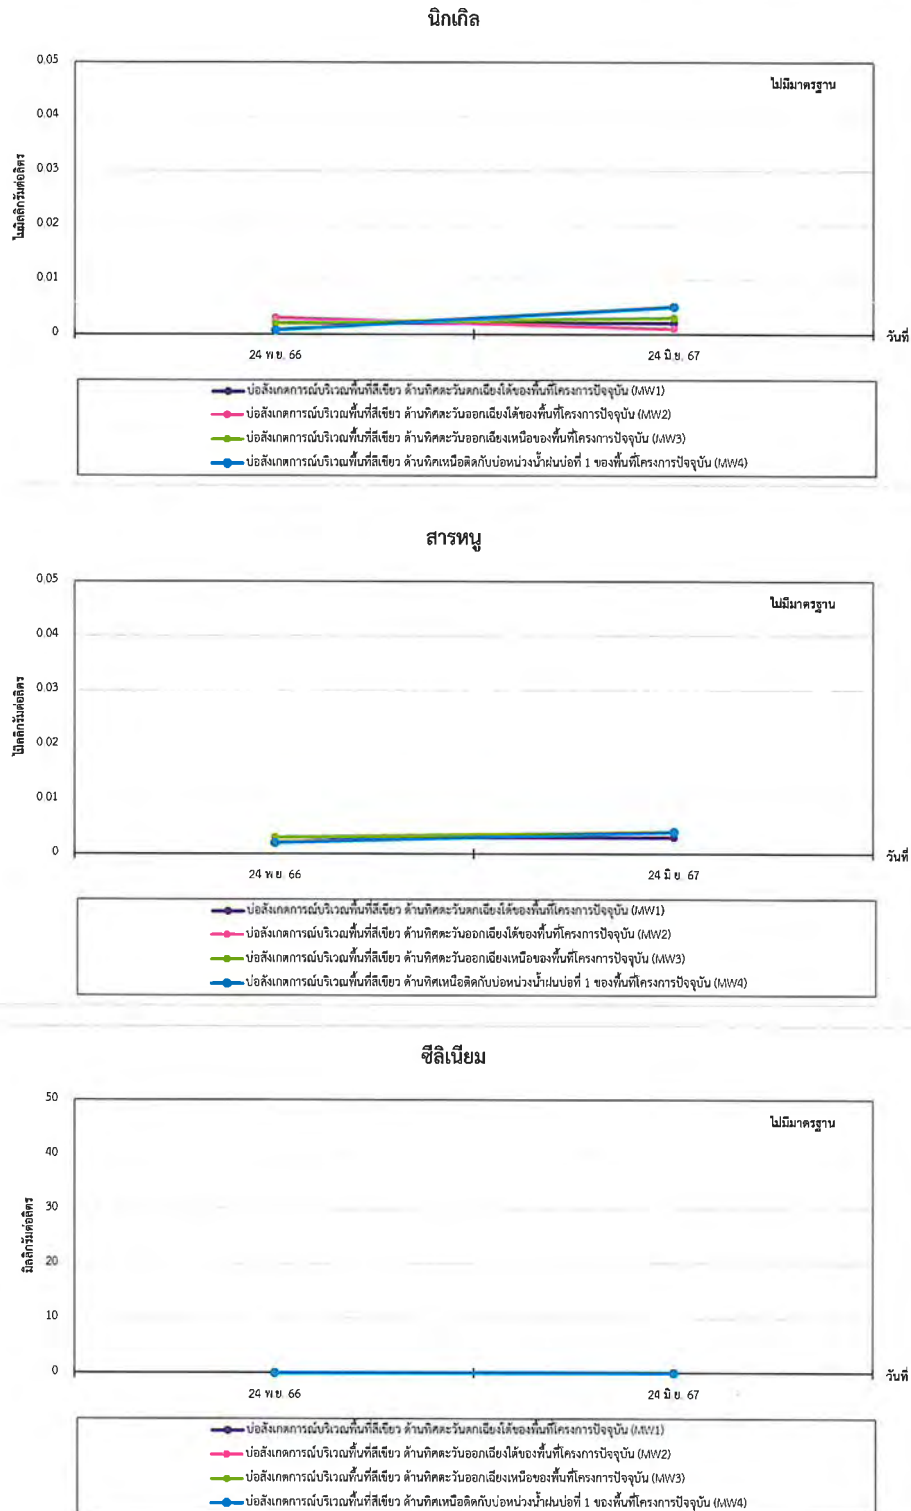 นิกเกิล
0.05
ไม่มีมาตรฐาน
0.04
0.03
0.02
0.01
0
ไมมิลลิกรัมต่อลิตร
วันที่
24 พ.ย. 66
24 มิ.ย. 67
บ่อสังเกตการณ์บริเวณพื้นที่สีเขียว ด้านทิศตะวันตกเฉียงใต้ของพื้นที่โครงการปัจจุบัน (MW1)
บ่อสังเกตการณ์บริเวณพื้นที่สีเขียว ด้านทิศตะวันออกเฉียงใต้ของพื้นที่โครงการปัจจุบัน (MW2)
บ่อสังเกตการณ์บริเวณพื้นที่สีเขียว ด้านทิศตะวันออกเฉียงเหนือของพื้นที่โครงการปัจจุบัน (MW3)
บ่อสังเกตการณ์บริเวณพื้นที่สีเขียว ด้านทิศเหนือติดกับบ่อหน่วงน้ำฝนบ่อที่ 1 ของพื้นที่โครงการปัจจุบัน (MW4)
สารหนู
0.05
ไม่มีมาตรฐาน
0.04
0.03
0.02
0.01
0
วันที่
24 พ.ย. 66
24 มิ.ย. 67
บ่อสังเกตการณ์บริเวณพื้นที่สีเขียว ด้านทิศตะวันตกเฉียงใต้ของพื้นที่โครงการปัจจุบัน (MW1)
บ่อสังเกตการณ์บริเวณพื้นที่สีเขียว ด้านทิศตะวันออกเฉียงใต้ของพื้นที่โครงการปัจจุบัน (MW2)
บ่อสังเกตการณ์บริเวณพื้นที่สีเขียว ด้านทิศตะวันออกเฉียงเหนือของพื้นที่โครงการปัจจุบัน (MW3)
บ่อสังเกตการณ์บริเวณพื้นที่สีเขียว ด้านทิศเหนือติดกับบ่อหน่วงน้ำฝนบ่อที่ 1 ของพื้นที่โครงการปัจจุบัน (MW4)
ซีลิเนียม
50
ไม่มีมาตรฐาน
40
30
20
10
0
มิลลิกรัมต่อลิตร
วันที่
24 พ.ย. 66
24 มิ.ย. 67
บ่อสังเกตการณ์บริเวณพื้นที่สีเขียว ด้านทิศตะวันตกเฉียงใต้ของพื้นที่โครงการปัจจุบัน (MW1)
บ่อสังเกตการณ์บริเวณพื้นที่สีเขียว ด้านทิศตะวันออกเฉียงใต้ของพื้นที่โครงการปัจจุบัน (MW2)
บ่อสังเกตการณ์บริเวณพื้นที่สีเขียว ด้านทิศตะวันออกเฉียงเหนือของพื้นที่โครงการปัจจุบัน (MW3)
บ่อสังเกตการณ์บริเวณพื้นที่สีเขียว ด้านทิศเหนือติดกับบ่อหน่วงน้ำฝนบ่อที่ 1 ของพื้นที่โครงการปัจจุบัน (MW4)